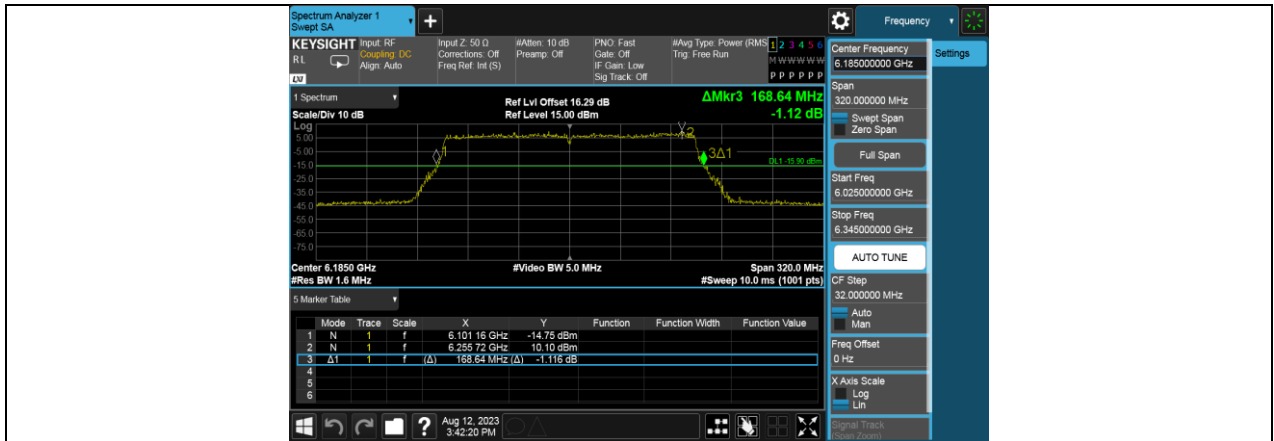 Spectrum Analyzer 1
Swept SA
Frequency
KEYSIGHT
RL
LXI
Input: RF
Coupling: DC
Align: Auto
Input Z: 50 Ω
Corrections: Off
Freq Ref: Int (S)
#Atten: 10 dB
Preamp: Off
PNO: Fast
Gate: Off
IF Gain: Low
Sig Track: Off
#Avg Type: Power (RMS
Trig: Free Run
1 2 3 4 5 6
M W W W W W
P P P P P P
1 Spectrum
Scale/Div 10 dB
Ref Lvl Offset 16.29 dB
Ref Level 15.00 dBm
ΔMkr3 168.64 MHz
-1.12 dB
Log
5.00
-5.00
-15.0
-25.0
-35.0
-45.0
-55.0
-65.0
-75.0
1
2
3Δ1
DL1 -15.90 dBm
Center 6.1850 GHz
#Video BW 5.0 MHz
Span 320.0 MHz
#Res BW 1.6 MHz
#Sweep 10.0 ms (1001 pts)
5 Marker Table
Mode Trace Scale X Y Function Function Width Function Value
1 N 1 f 6.101 16 GHz -14.75 dBm
2 N 1 f 6.255 72 GHz 10.10 dBm
3 Δ1 1 f (Δ) 168.64 MHz (Δ) -1.116 dB
4
5
6
?
Aug 12, 2023
3:42:20 PM
Center Frequency
6.185000000 GHz
Settings
Span
320.000000 MHz
Swept Span
Zero Span
Full Span
Start Freq
6.025000000 GHz
Stop Freq
6.345000000 GHz
AUTO TUNE
CF Step
32.000000 MHz
Auto
Man
Freq Offset
0 Hz
X Axis Scale
Log
Lin
Signal Track
(Span Zoom)